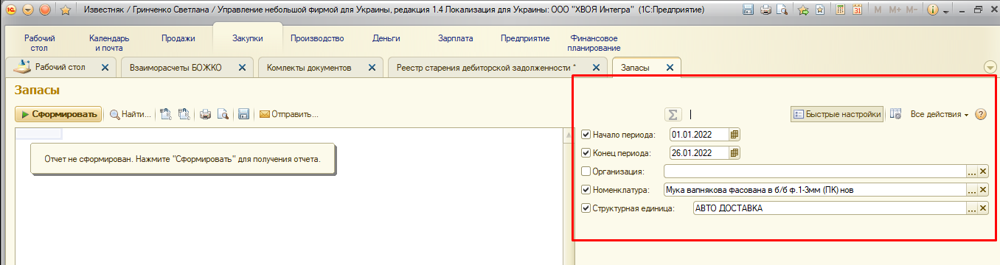 Известняк / Гринченко Светлана / Управление небольшой фирмой для Украины, редакция 1.4 Локализация для Украины: ООО "ХВОЯ Интегра" (1С:Предприятие)
M M+ M-
Рабочий стол
Календарь и почта
Продажи
Закупки
Производство
Деньги
Зарплата
Предприятие
Финансовое планирование
Рабочий стол
Взаиморасчеты БОЖКО
Комлекты документов
Реестр старения дебиторской задолженности *
Запасы
Запасы
Сформировать Найти... Отправить... Σ Быстрые настройки Все действия ?
Отчет не сформирован. Нажмите "Сформировать" для получения отчета.
Начало периода: 01.01.2022
Конец периода: 26.01.2022
Организация: ...
Номенклатура: Мука вапнякова фасована в б/б ф.1-3мм (ПК) нов ...
Структурная единица: АВТО ДОСТАВКА ...